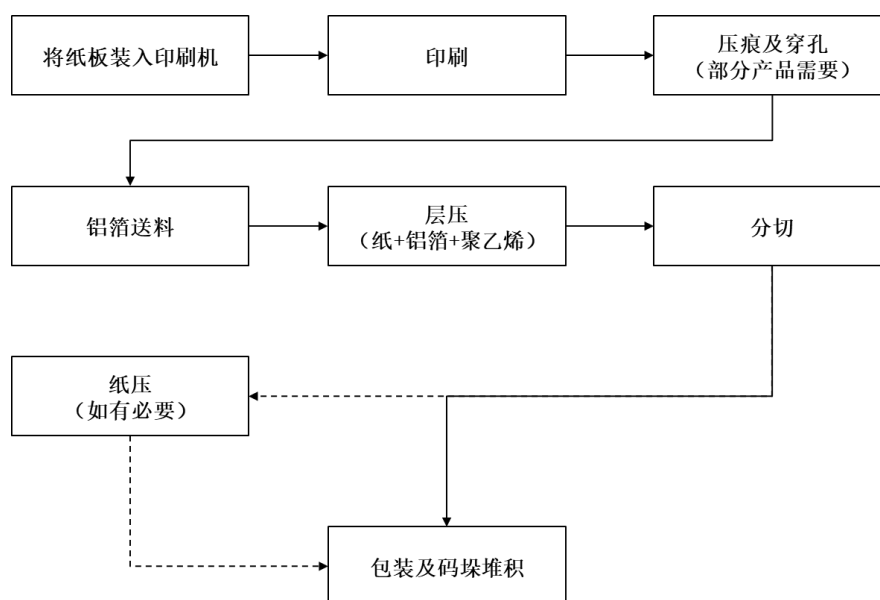 将纸板装入印刷机
印刷
压痕及穿孔
（部分产品需要）
铝箔送料
层压
（纸+铝箔+聚乙烯）
分切
纸压
（如有必要）
包装及码垛堆积